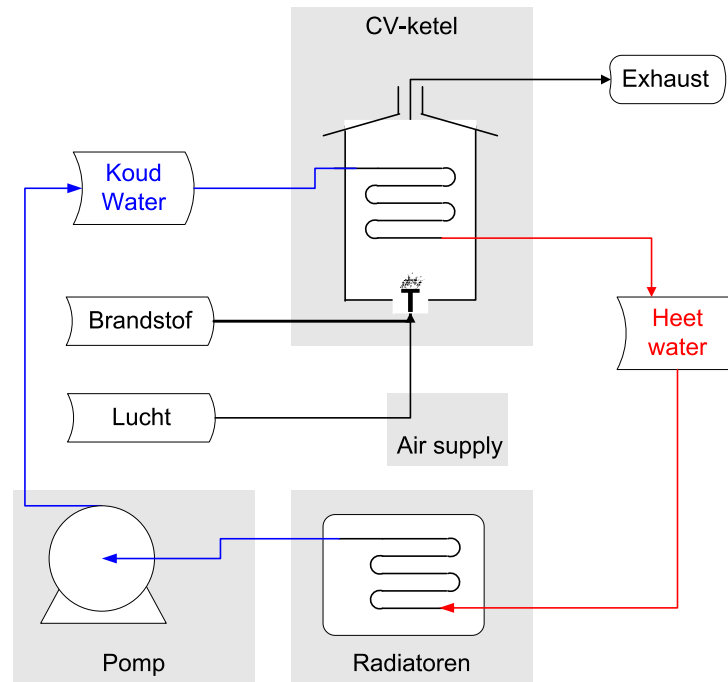 CV-ketel
Exhaust
Koud
Water
Brandstof
Heet
water
Lucht
Air supply
Pomp
Radiatoren